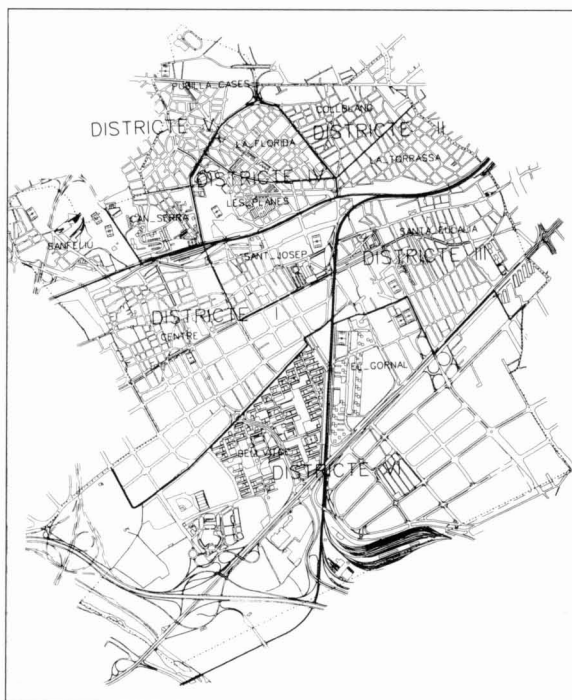 PUBILLA CASES
COLLBLANC
DISTRICTE V
DISTRICTE II
LA FLORIDA
LA TORRASSA
DISTRICTE IV
LES PLANES
CAN SERRA
SANFELIU
SANTA EULALIA
SANT JOSEP
DISTRICTE III
DISTRICTE I
CENTRE
EL GORNAL
BELLVITGE
DISTRICTE VI